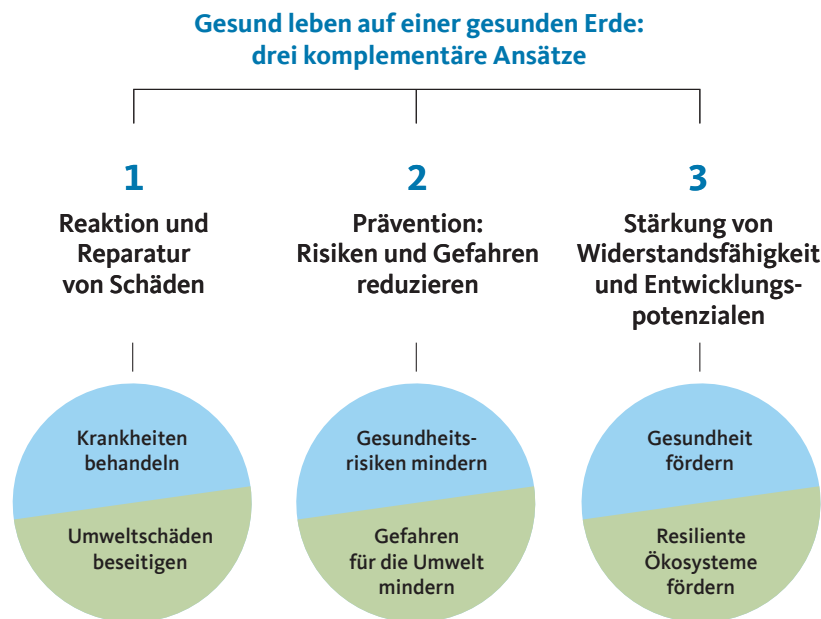 Gesund leben auf einer gesunden Erde:
drei komplementäre Ansätze
1
Reaktion und
Reparatur
von Schäden
2
Prävention:
Risiken und Gefahren
reduzieren
3
Stärkung von
Widerstandsfähigkeit
und Entwicklungs-
potenzialen
Krankheiten
behandeln
Umweltschäden
beseitigen
Gesundheits-
risiken mindern
Gefahren
für die Umwelt
mindern
Gesundheit
fördern
Resiliente
Ökosysteme
fördern